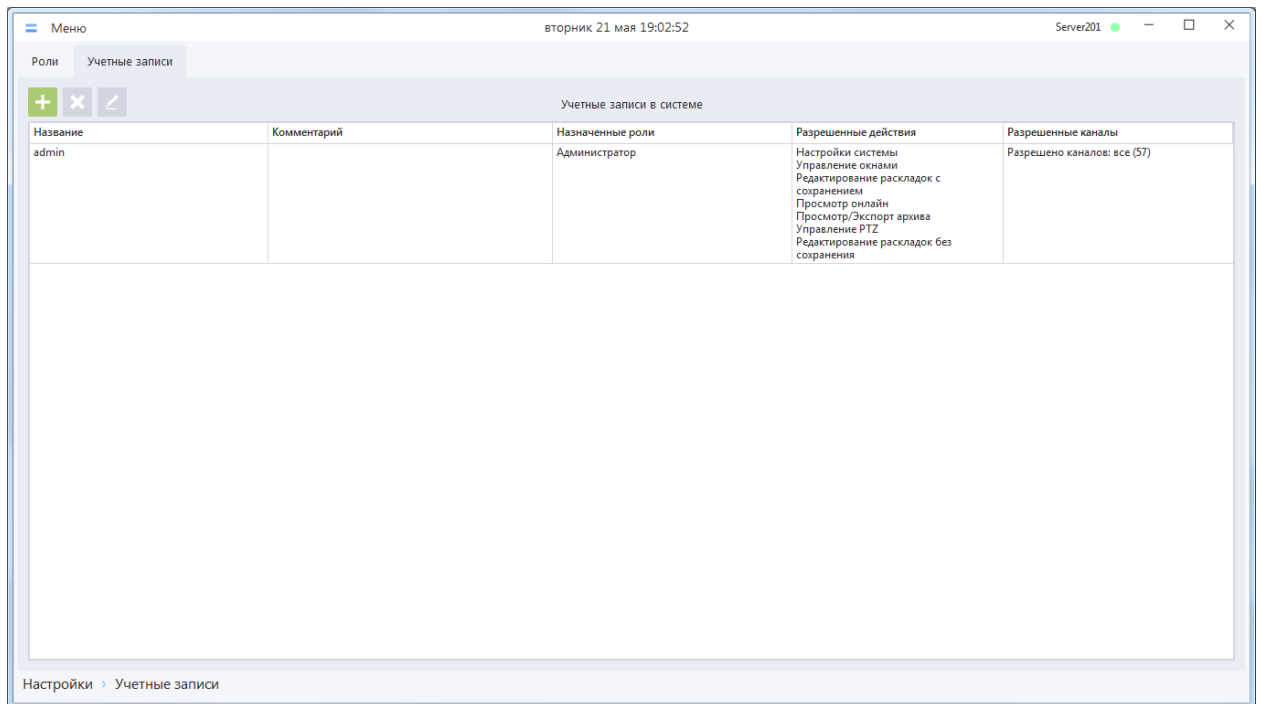 Меню вторник 21 мая 19:02:52 Server201
Роли Учетные записи
Учетные записи в системе
Название Комментарий Назначенные роли Разрешенные действия Разрешенные каналы
admin Администратор Настройки системы Разрешено каналов: все (57)
Управление окнами
Редактирование раскладок с
сохранением
Просмотр онлайн
Просмотр/Экспорт архива
Управление PTZ
Редактирование раскладок без
сохранения
Настройки › Учетные записи